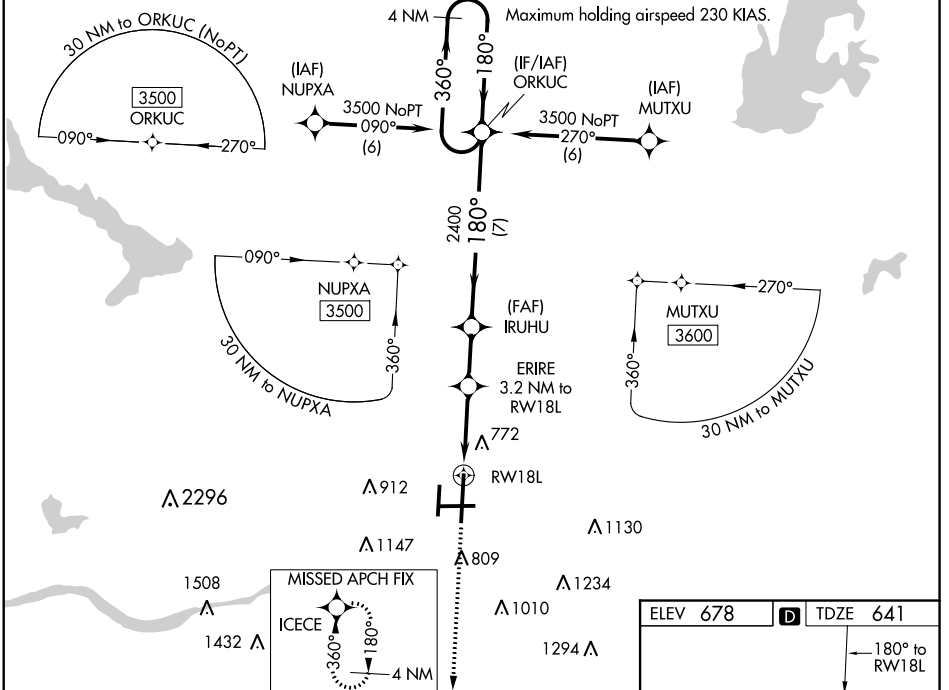 4 NM
Maximum holding airspeed 230 KIAS.
30 NM to ORKUC (NoPT)
3500
ORKUC
090°
270°
(IAF)
NUPXA
3500 NoPT
090°
(6)
360°
180°
(IF/IAF)
ORKUC
(IAF)
MUTXU
3500 NoPT
270°
(6)
2400
180°
(7)
090°
NUPXA
3500
360°
30 NM to NUPXA
(FAF)
IRUHU
ERIRE
3.2 NM to
RW18L
270°
MUTXU
3600
360°
30 NM to MUTXU
772
RW18L
2296
912
1130
1147
809
1508
1432
1234
1010
1294
MISSED APCH FIX
ICECE
360°
180°
4 NM
ELEV 678
D
TDZE 641
180° to
RW18L